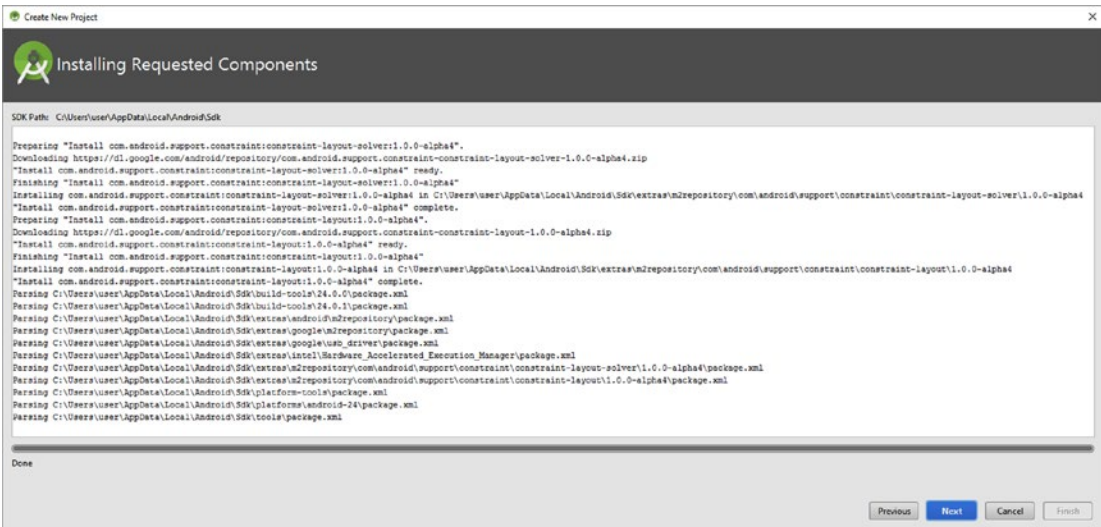 Create New Project
Installing Requested Components
SDK Path: C:\Users\user\AppData\Local\Android\Sdk
Preparing "Install com.android.support.constraint:constraint-layout-solver:1.0.0-alpha4".
Downloading https://dl.google.com/android/repository/com.android.support.constraint-constraint-layout-solver-1.0.0-alpha4.zip
"Install com.android.support.constraint:constraint-layout-solver:1.0.0-alpha4" ready.
Finishing "Install com.android.support.constraint:constraint-layout-solver:1.0.0-alpha4"
Installing com.android.support.constraint:constraint-layout-solver:1.0.0-alpha4 in C:\Users\user\AppData\Local\Android\Sdk\extras\m2repository\com\android\support\constraint\constraint-layout-solver\1.0.0-alpha4
"Install com.android.support.constraint:constraint-layout-solver:1.0.0-alpha4" complete.
Preparing "Install com.android.support.constraint:constraint-layout:1.0.0-alpha4".
Downloading https://dl.google.com/android/repository/com.android.support.constraint-constraint-layout-1.0.0-alpha4.zip
"Install com.android.support.constraint:constraint-layout:1.0.0-alpha4" ready.
Finishing "Install com.android.support.constraint:constraint-layout:1.0.0-alpha4"
Installing com.android.support.constraint:constraint-layout:1.0.0-alpha4 in C:\Users\user\AppData\Local\Android\Sdk\extras\m2repository\com\android\support\constraint\constraint-layout\1.0.0-alpha4
"Install com.android.support.constraint:constraint-layout:1.0.0-alpha4" complete.
Parsing C:\Users\user\AppData\Local\Android\Sdk\build-tools\24.0.0\package.xml
Parsing C:\Users\user\AppData\Local\Android\Sdk\build-tools\24.0.1\package.xml
Parsing C:\Users\user\AppData\Local\Android\Sdk\extras\android\m2repository\package.xml
Parsing C:\Users\user\AppData\Local\Android\Sdk\extras\google\m2repository\package.xml
Parsing C:\Users\user\AppData\Local\Android\Sdk\extras\google\usb_driver\package.xml
Parsing C:\Users\user\AppData\Local\Android\Sdk\extras\intel\Hardware_Accelerated_Execution_Manager\package.xml
Parsing C:\Users\user\AppData\Local\Android\Sdk\extras\m2repository\com\android\support\constraint\constraint-layout-solver\1.0.0-alpha4\package.xml
Parsing C:\Users\user\AppData\Local\Android\Sdk\extras\m2repository\com\android\support\constraint\constraint-layout\1.0.0-alpha4\package.xml
Parsing C:\Users\user\AppData\Local\Android\Sdk\platform-tools\package.xml
Parsing C:\Users\user\AppData\Local\Android\Sdk\platforms\android-24\package.xml
Parsing C:\Users\user\AppData\Local\Android\Sdk\tools\package.xml
Done
Previous Next Cancel Finish